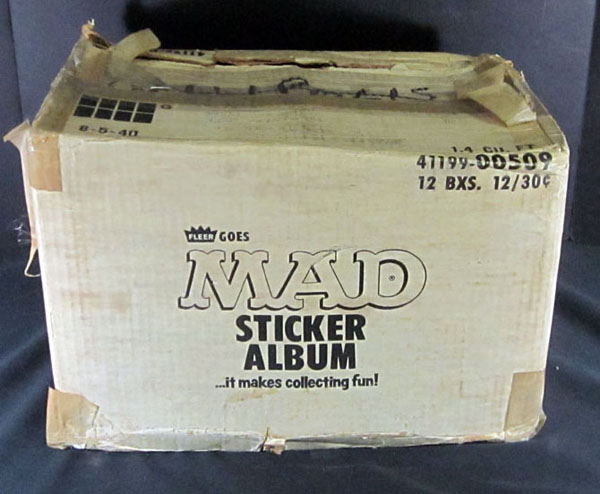 6-5-40
1.4 CU. FT
41199-00509
12 BXS. 12/30¢
FLEER GOES
MAD
STICKER
ALBUM
...it makes collecting fun!